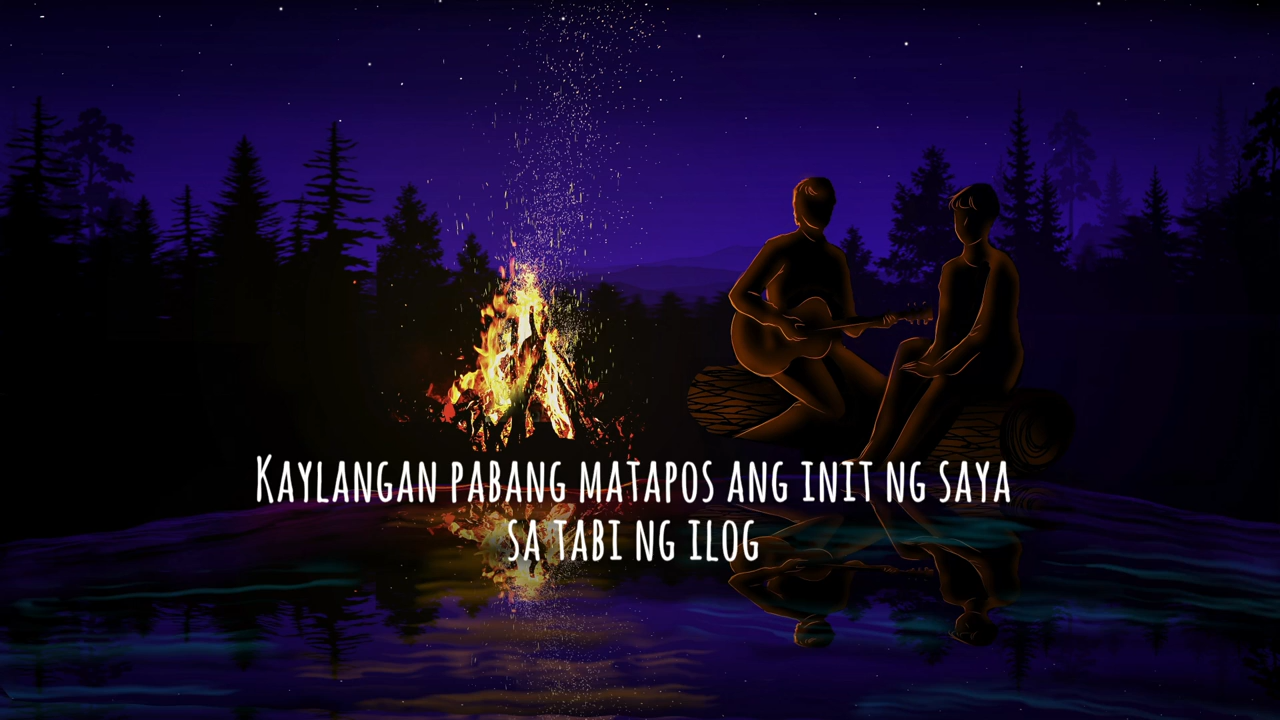 Kaylangan pabang matapos ang init ng saya
sa tabi ng ilog